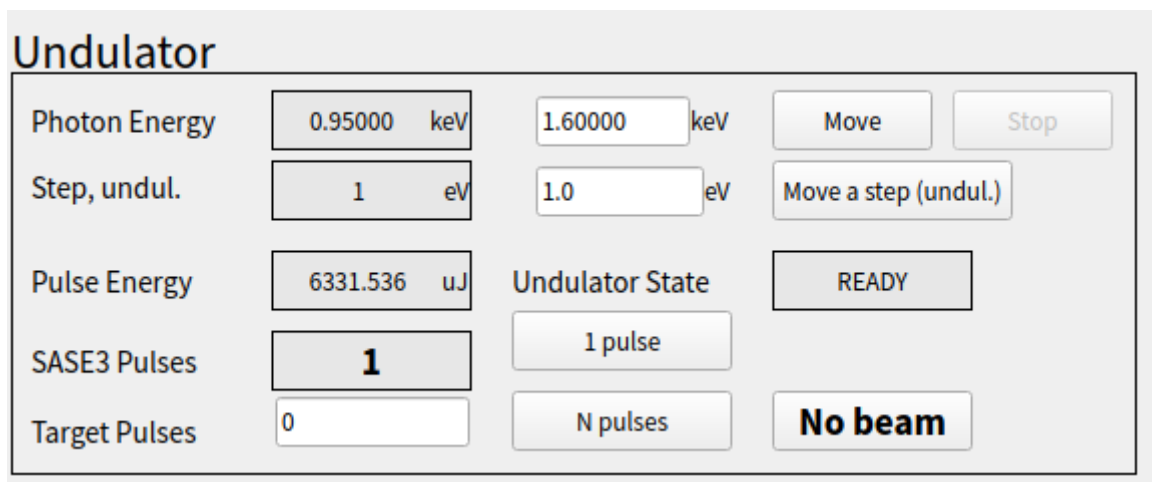 Undulator
Photon Energy 0.95000 keV 1.60000 keV Move Stop
Step, undul. 1 eV 1.0 eV Move a step (undul.)
Pulse Energy 6331.536 uJ Undulator State READY
1 pulse
SASE3 Pulses 1
Target Pulses 0 N pulses No beam